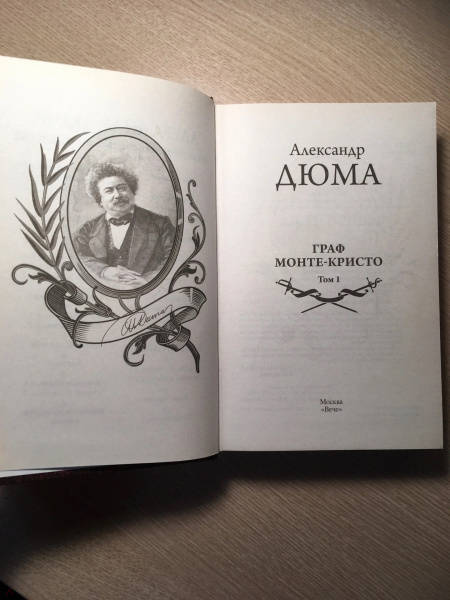 Александр
ДЮМА
ГРАФ
МОНТЕ-КРИСТО
Том 1
Москва
«Вече»